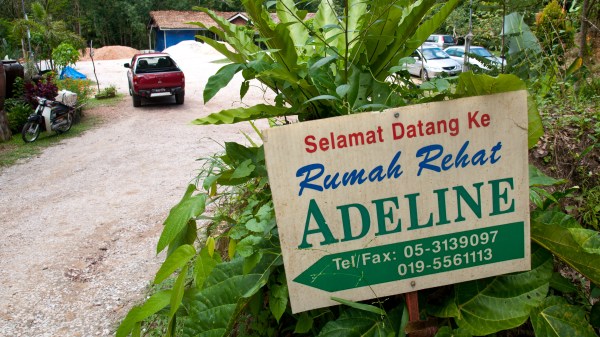 Selamat Datang Ke
Rumah Rehat
ADELINE
Tel/Fax: 05-3139097
019-5561113